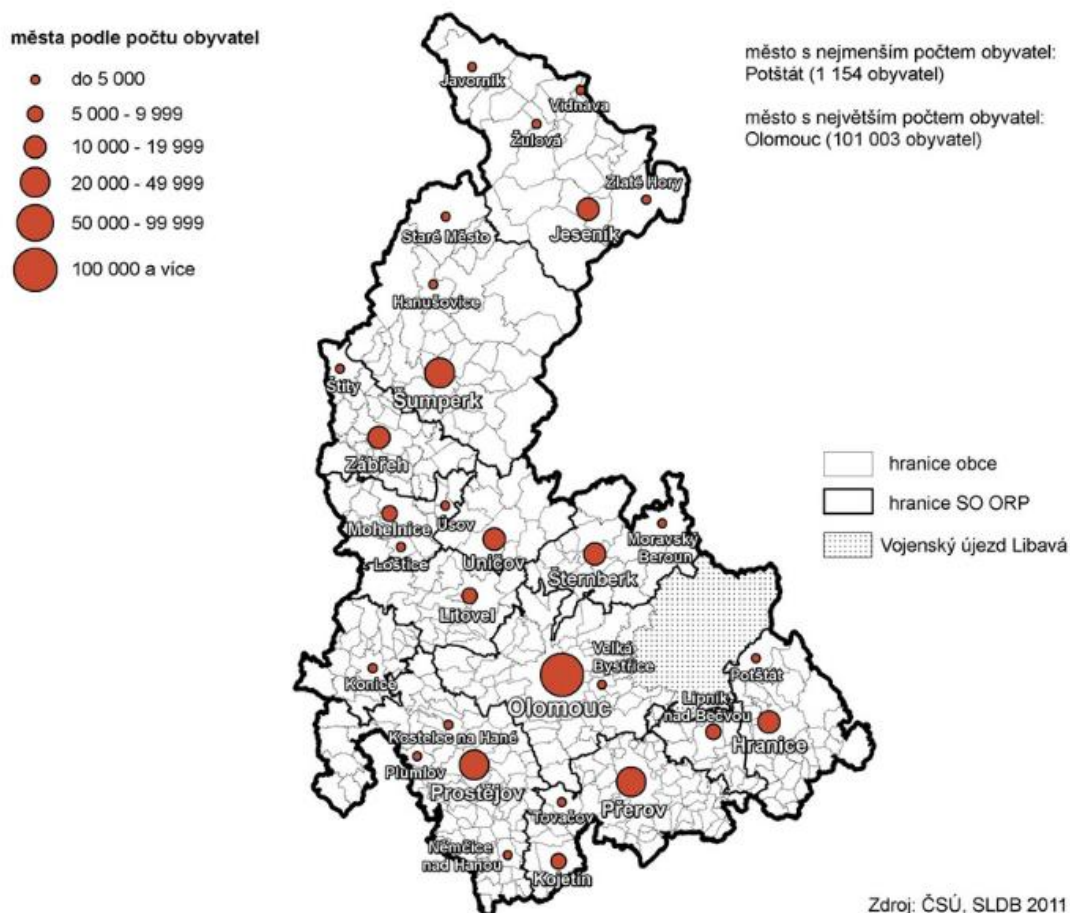 města podle počtu obyvatel
do 5 000
5 000 - 9 999
10 000 - 19 999
20 000 - 49 999
50 000 - 99 999
100 000 a více
město s nejmenším počtem obyvatel:
Potštát (1 154 obyvatel)
město s největším počtem obyvatel:
Olomouc (101 003 obyvatel)
Javorník
Vidnava
Žulová
Zlaté Hory
Jeseník
Staré Město
Hanušovice
Štíty
Šumperk
Zábřeh
hranice obce
hranice SO ORP
Vojenský újezd Libavá
Mohelnice
Úsov
Loštice
Uničov
Šternberk
Moravský
Beroun
Litovel
Konice
Velká
Bystřice
Olomouc
Potštát
Lipník
nad Bečvou
Hranice
Kostelec na Hané
Plumlov
Prostějov
Přerov
Tovačov
Němčice
nad Hanou
Kojetín
Zdroj: ČSÚ, SLDB 2011